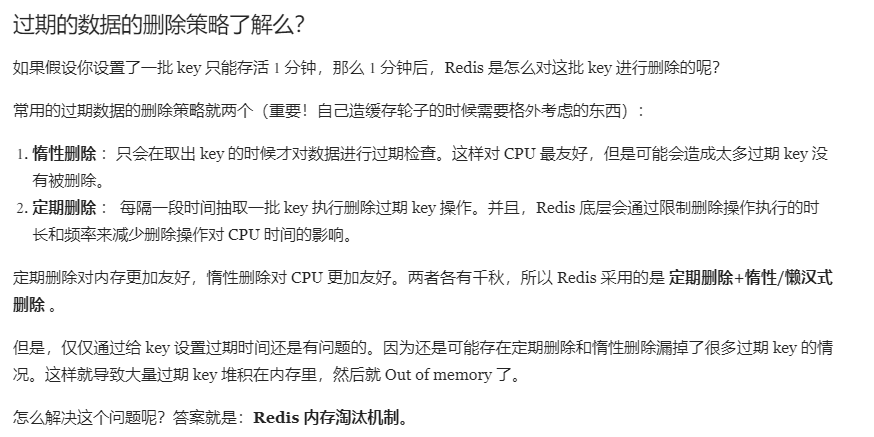 过期的数据的删除策略了解么？
如果假设你设置了一批 key 只能存活 1 分钟，那么 1 分钟后，Redis 是怎么对这批 key 进行删除的呢？
常用的过期数据的删除策略就两个（重要！自己造缓存轮子的时候需要格外考虑的东西）：
1. 惰性删除 ：只会在取出 key 的时候才对数据进行过期检查。这样对 CPU 最友好，但是可能会造成太多过期 key 没
有被删除。
2. 定期删除 ： 每隔一段时间抽取一批 key 执行删除过期 key 操作。并且，Redis 底层会通过限制删除操作执行的时
长和频率来减少删除操作对 CPU 时间的影响。
定期删除对内存更加友好，惰性删除对 CPU 更加友好。两者各有千秋，所以 Redis 采用的是 定期删除+惰性/懒汉式
删除 。
但是，仅仅通过给 key 设置过期时间还是有问题的。因为还是可能存在定期删除和惰性删除漏掉了很多过期 key 的情
况。这样就导致大量过期 key 堆积在内存里，然后就 Out of memory 了。
怎么解决这个问题呢？答案就是：Redis 内存淘汰机制。